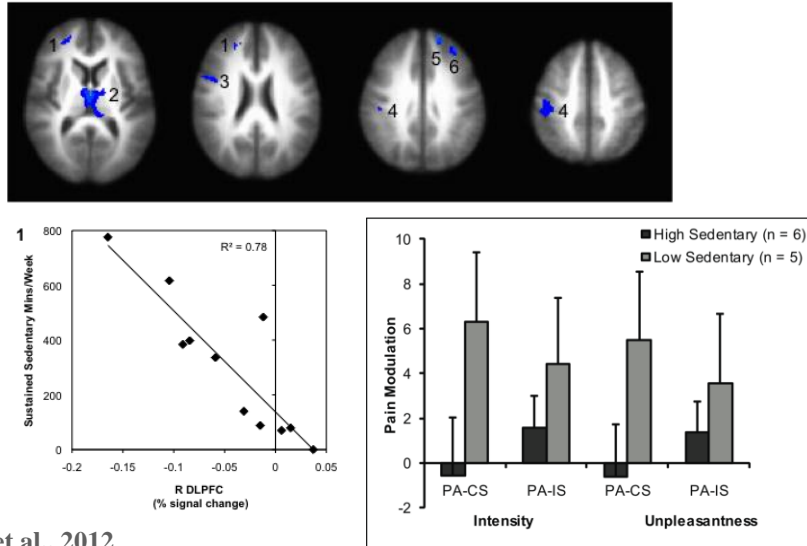 1
2
1
3
4
5
6
4
1
R² = 0.78
Sustained Sedentary Mins/Week
800
600
400
200
0
-0.2
-0.15
-0.1
-0.05
0
0.05
R DLPFC
(% signal change)
High Sedentary (n = 6)
Low Sedentary (n = 5)
Pain Modulation
10
8
6
4
2
0
-2
PA-CS
PA-IS
PA-CS
PA-IS
Intensity
Unpleasantness
et al., 2012